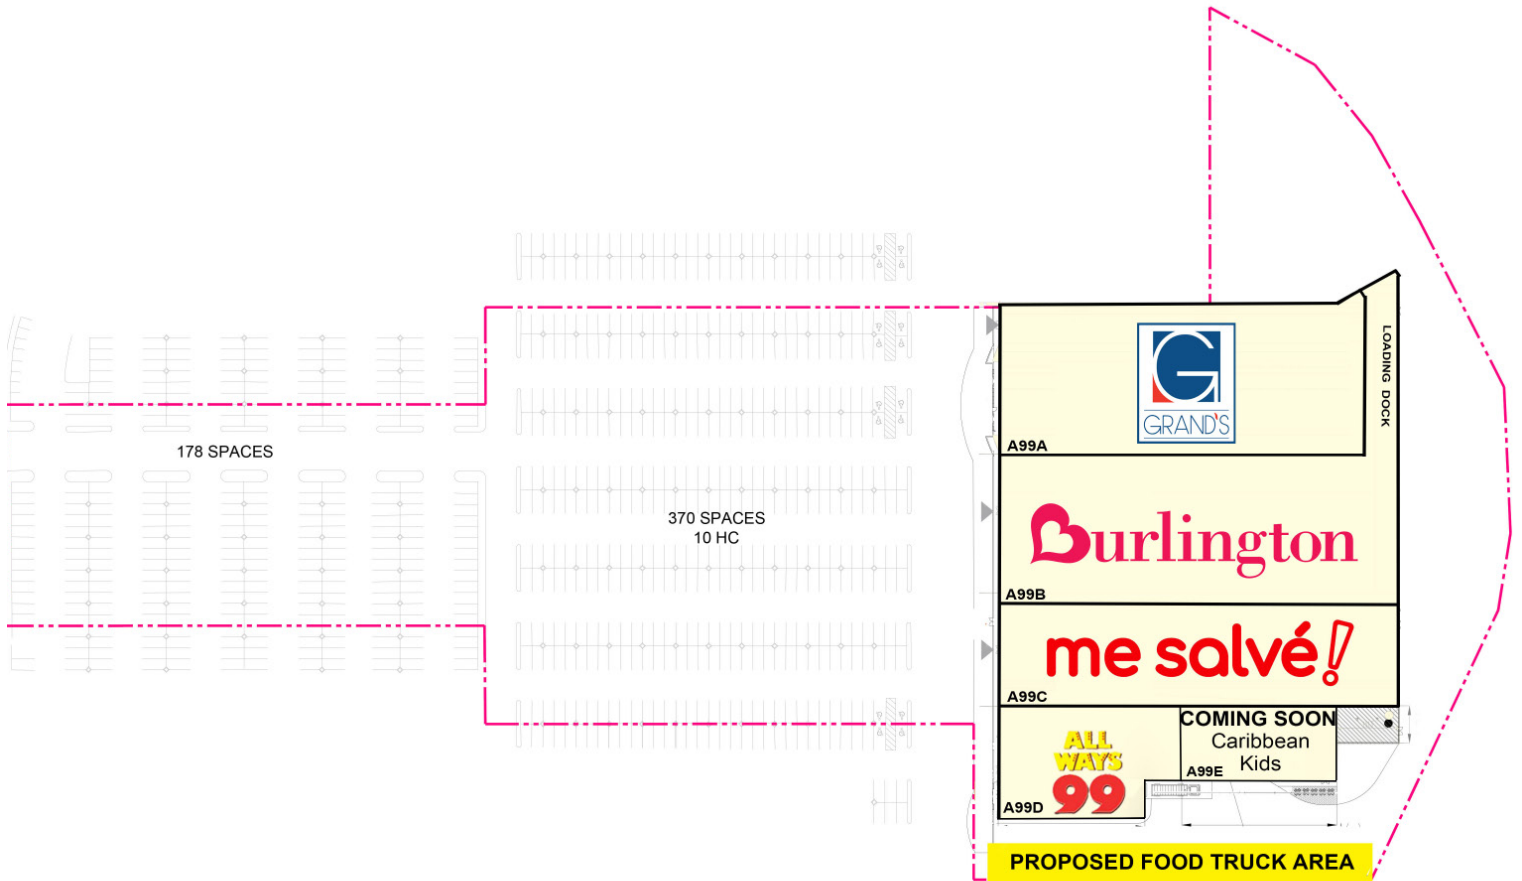 178 SPACES
370 SPACES
10 HC
G
GRAND'S
A99A
LOADING DOCK
Burlington
A99B
me salvé!
A99C
ALL
WAYS
99
A99D
COMING SOON
Caribbean
Kids
A99E
PROPOSED FOOD TRUCK AREA